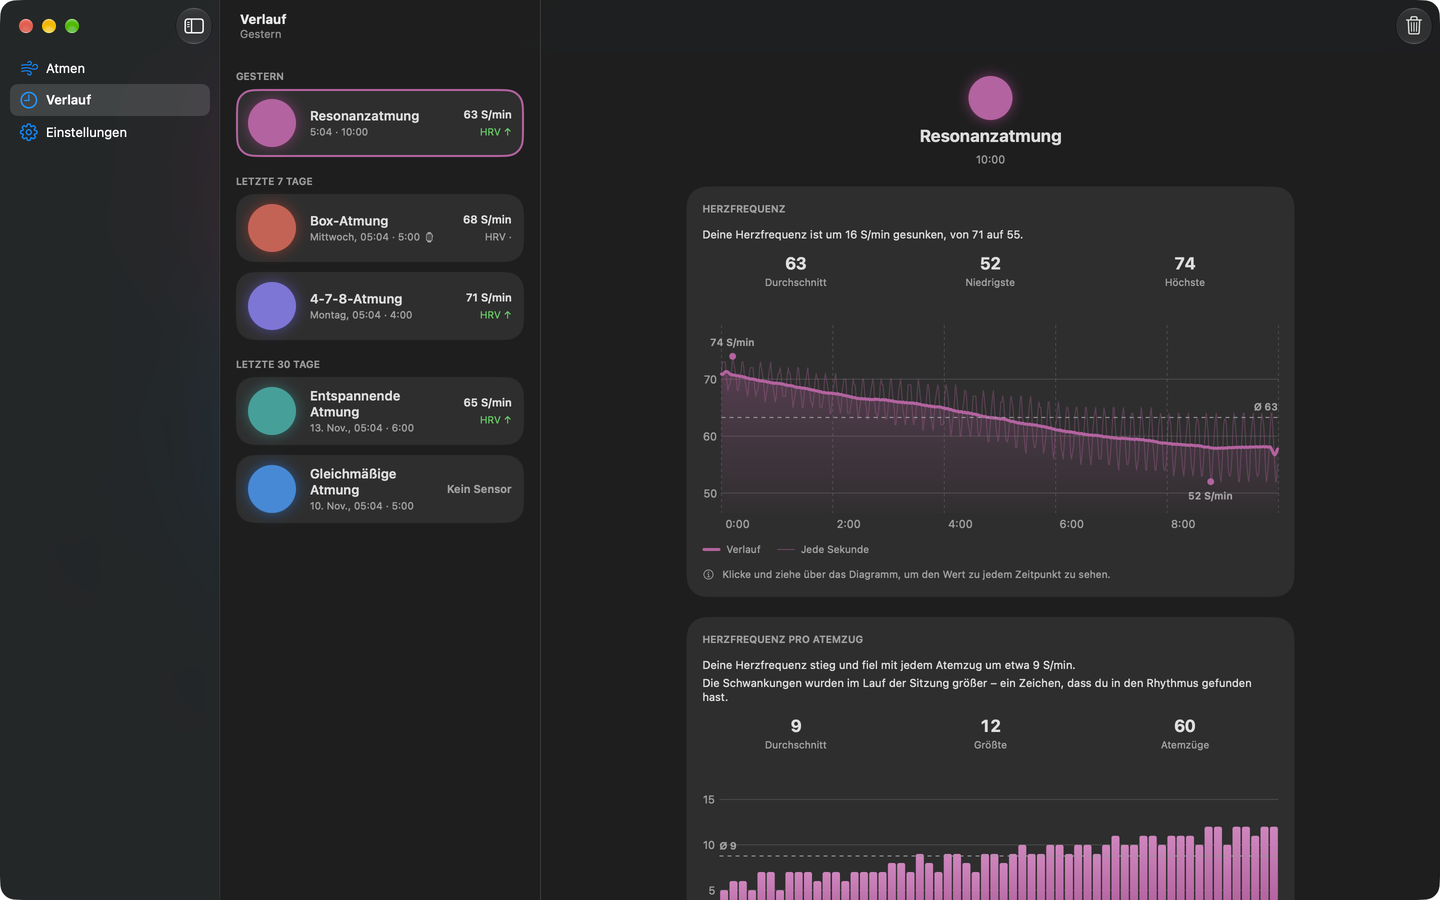 Atmen
Verlauf
Einstellungen
Verlauf
Gestern
GESTERN
Resonanzatmung
5:04 · 10:00
63 S/min
HRV ↑
LETZTE 7 TAGE
Box-Atmung
Mittwoch, 05:04 · 5:00
68 S/min
HRV ·
4-7-8-Atmung
Montag, 05:04 · 4:00
71 S/min
HRV ↑
LETZTE 30 TAGE
Entspannende
Atmung
13. Nov., 05:04 · 6:00
65 S/min
HRV ↑
Gleichmäßige
Atmung
10. Nov., 05:04 · 5:00
Kein Sensor
Resonanzatmung
10:00
HERZFREQUENZ
Deine Herzfrequenz ist um 16 S/min gesunken, von 71 auf 55.
63 52 74
Durchschnitt Niedrigste Höchste
74 S/min
70
Ø 63
60
50
52 S/min
0:00 2:00 4:00 6:00 8:00
Verlauf Jede Sekunde
Klicke und ziehe über das Diagramm, um den Wert zu jedem Zeitpunkt zu sehen.
HERZFREQUENZ PRO ATEMZUG
Deine Herzfrequenz stieg und fiel mit jedem Atemzug um etwa 9 S/min.
Die Schwankungen wurden im Lauf der Sitzung größer – ein Zeichen, dass du in den Rhythmus gefunden
hast.
9 12 60
Durchschnitt Größte Atemzüge
15
10 Ø 9
5